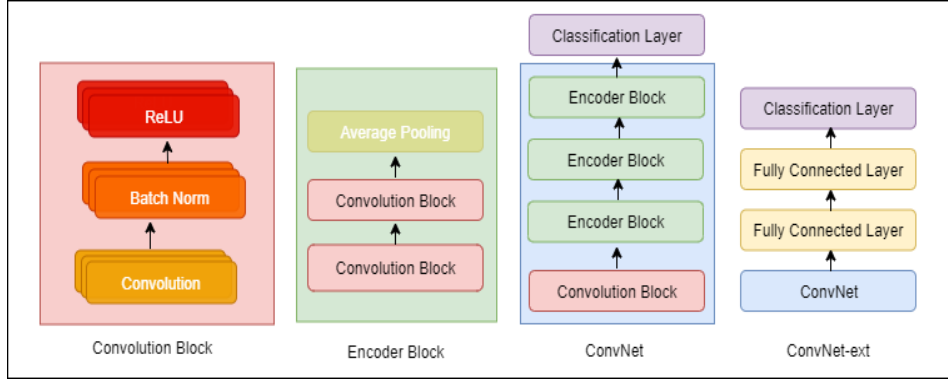 ReLU
Batch Norm
Convolution
Convolution Block
Average Pooling
Convolution Block
Convolution Block
Encoder Block
Classification Layer
Encoder Block
Encoder Block
Encoder Block
Convolution Block
ConvNet
Classification Layer
Fully Connected Layer
Fully Connected Layer
ConvNet
ConvNet-ext